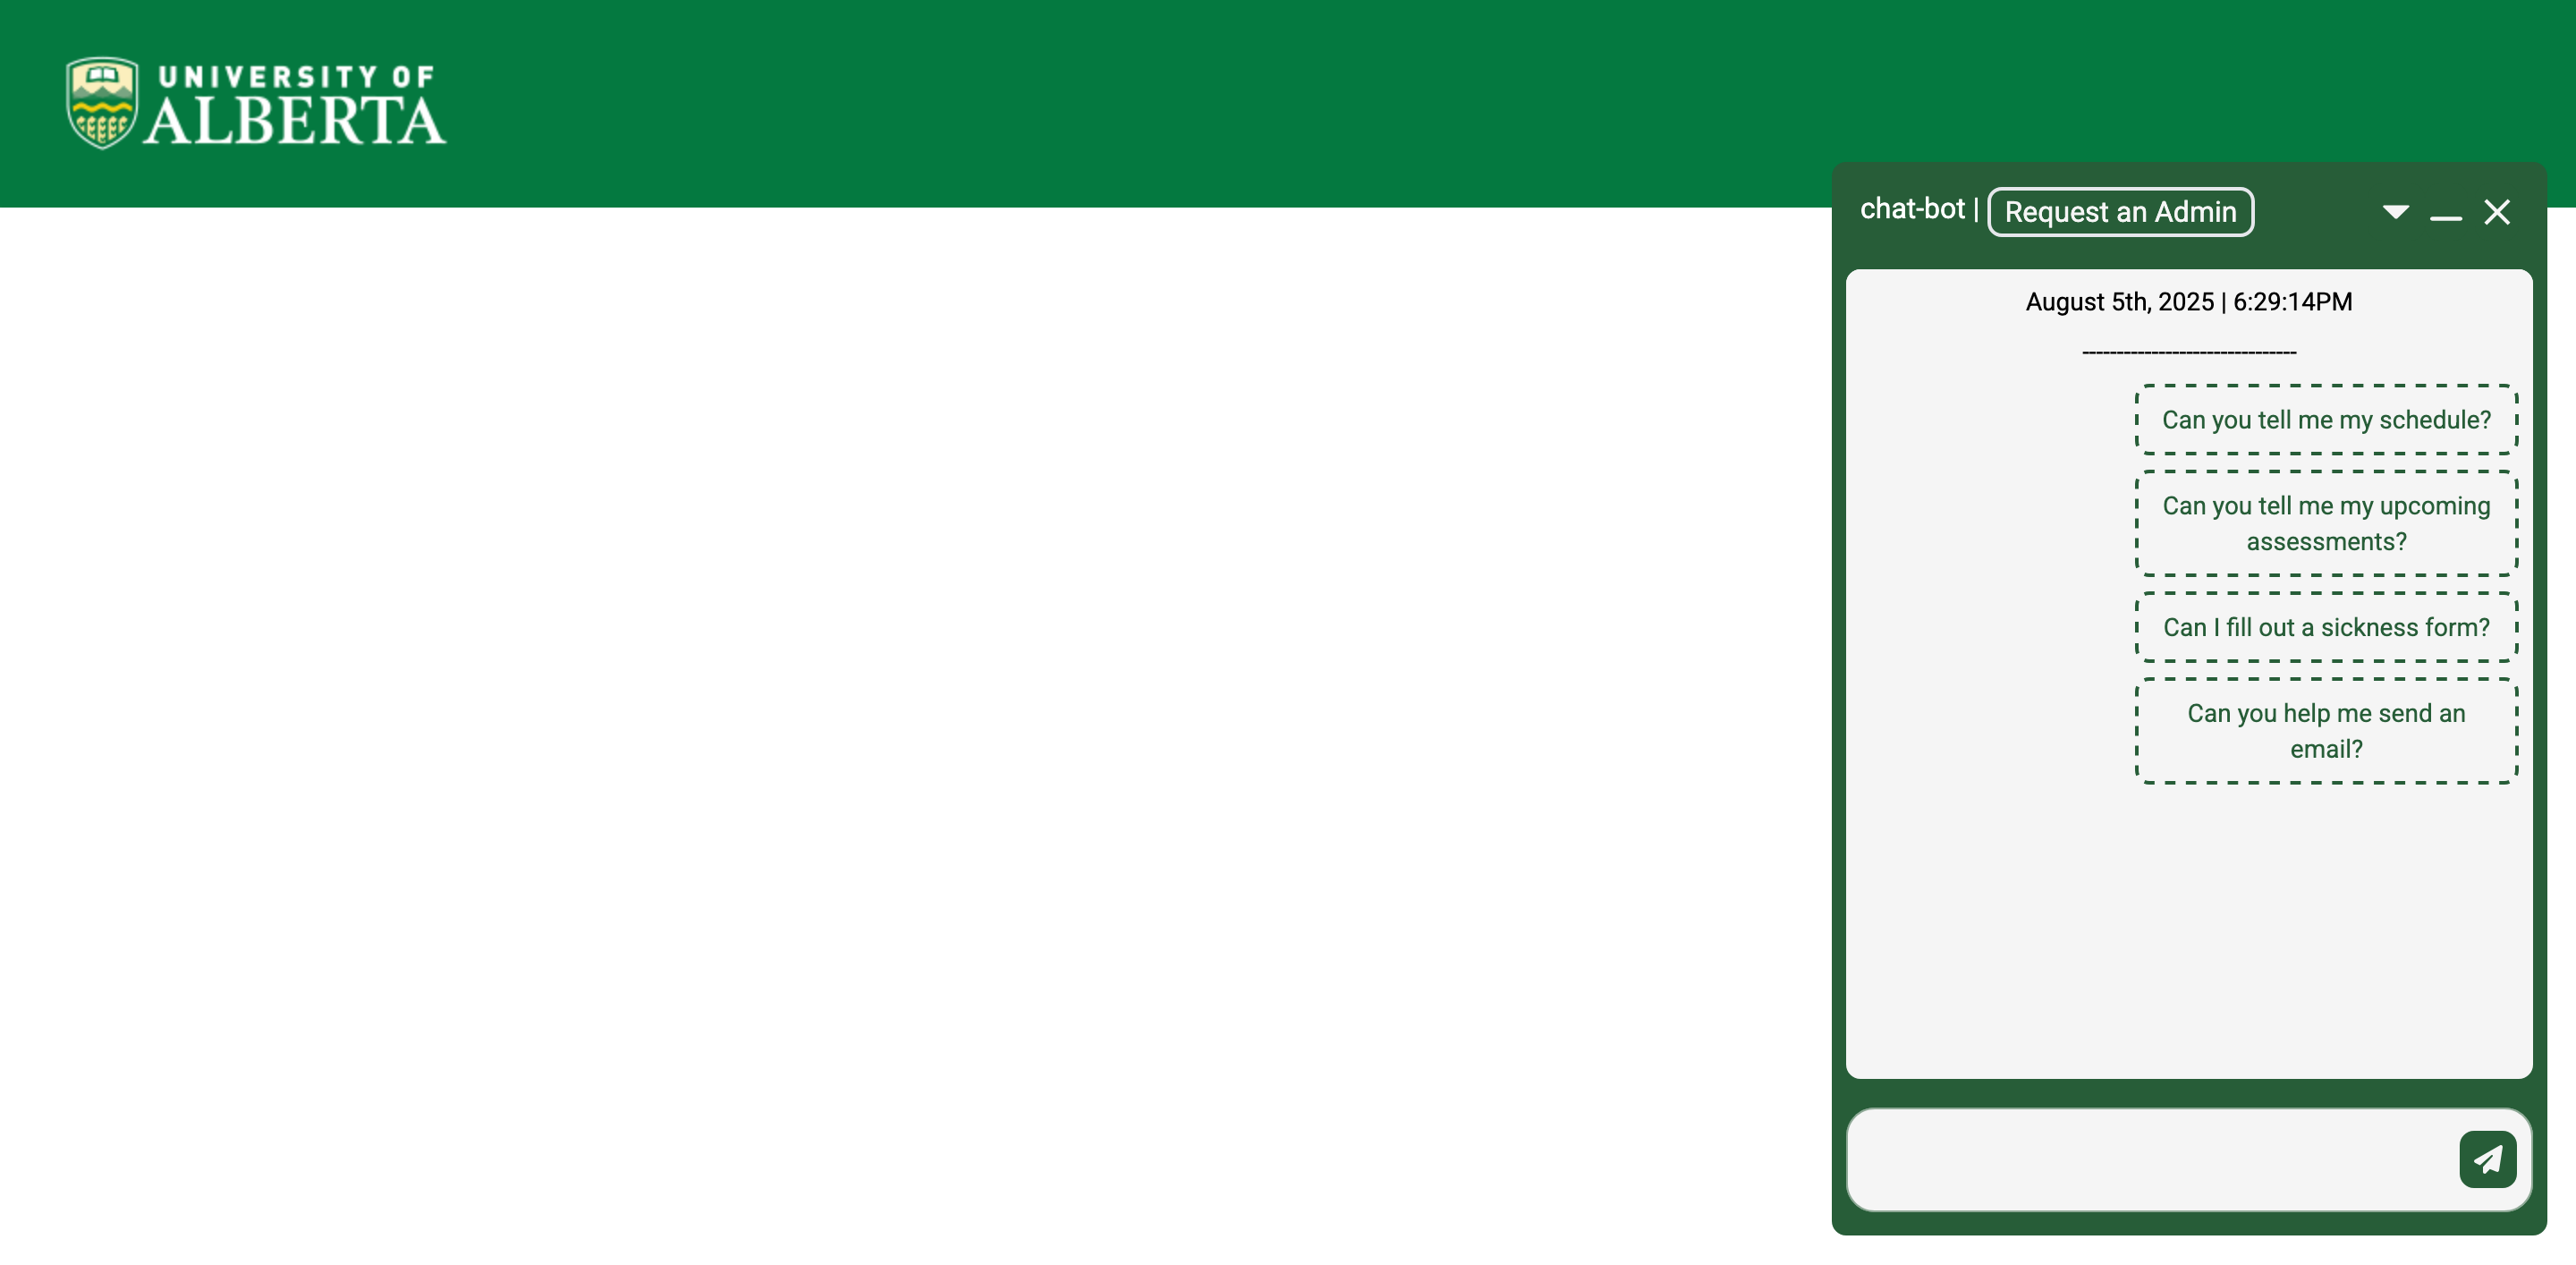 UNIVERSITY OF
ALBERTA
chat-bot | Request an Admin
August 5th, 2025 | 6:29:14PM
-------------------------------
Can you tell me my schedule?
Can you tell me my upcoming
assessments?
Can I fill out a sickness form?
Can you help me send an
email?